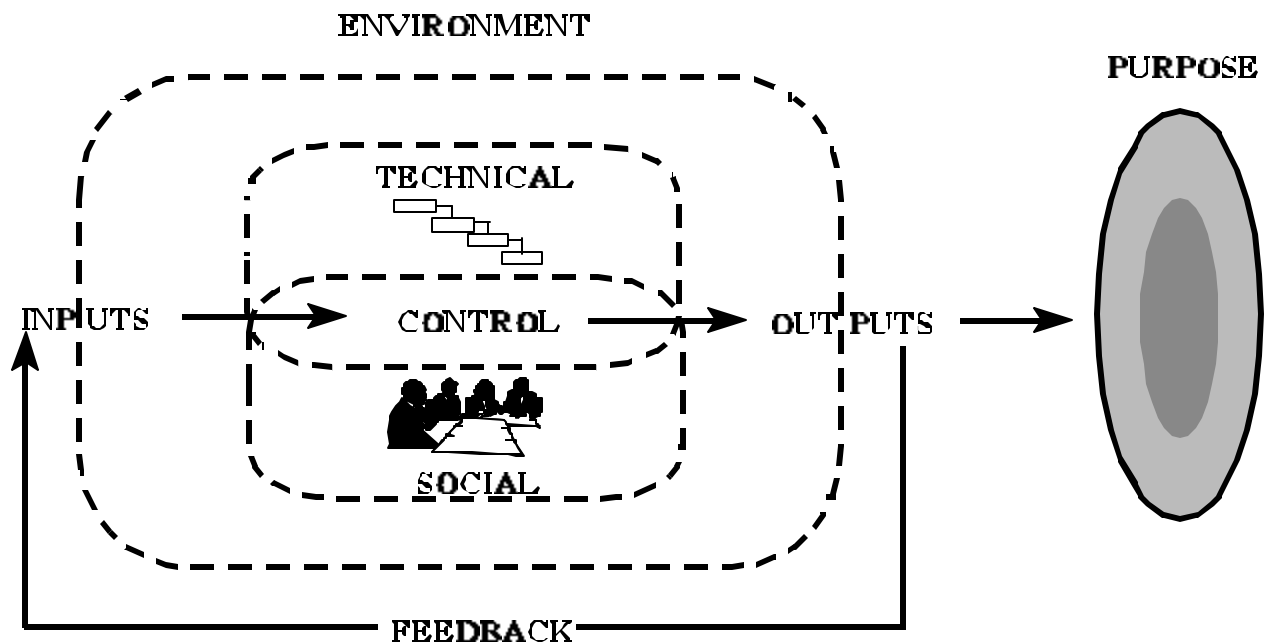 ENVIRONMENT
PURPOSE
TECHNICAL
INPUTS
CONTROL
OUTPUTS
SOCIAL
FEEDBACK